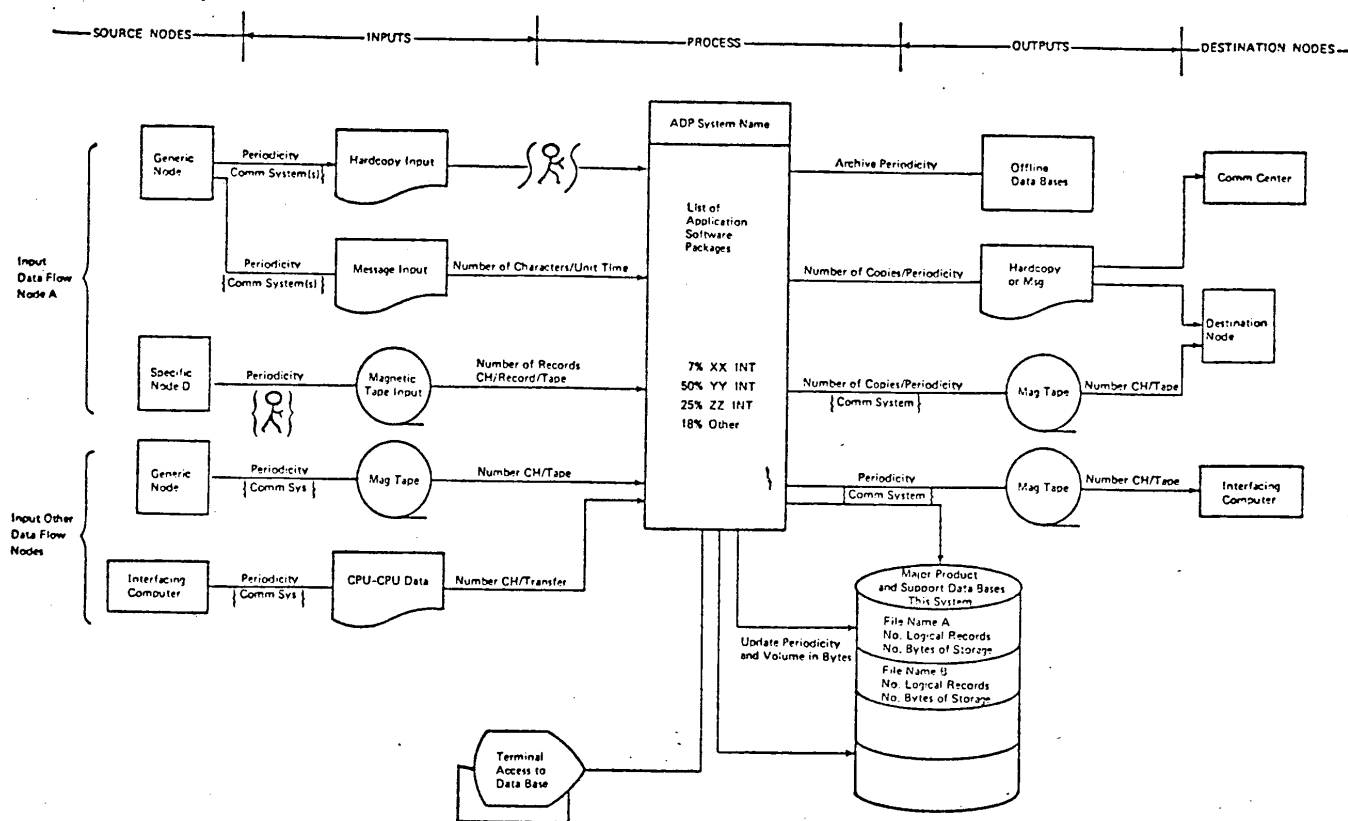 SOURCE NODES
INPUTS
PROCESS
OUTPUTS
DESTINATION NODES
Input
Data Flow
Node A
Generic
Node
Periodicity
{Comm System(s)}
Hardcopy Input
Periodicity
{Comm System(s)}
Message Input
Number of Characters/Unit Time
Specific
Node D
Periodicity
Magnetic
Tape Input
Number of Records
CH/Record/Tape
Input Other
Data Flow
Nodes
Generic
Node
Periodicity
{Comm Sys}
Mag Tape
Number CH/Tape
Interfacing
Computer
Periodicity
{Comm Sys}
CPU-CPU Data
Number CH/Transfer
ADP System Name
List of
Application
Software
Packages
7% XX INT
50% YY INT
25% ZZ INT
18% Other
Archive Periodicity
Offline
Data Bases
Number of Copies/Periodicity
Hardcopy
or Msg
Comm Center
Destination
Node
Number of Copies/Periodicity
{Comm System}
Mag Tape
Number CH/Tape
Periodicity
{Comm System}
Mag Tape
Number CH/Tape
Interfacing
Computer
Major Product
and Support Data Bases
This System
File Name A
No. Logical Records
No. Bytes of Storage
File Name B
No. Logical Records
No. Bytes of Storage
Update Periodicity
and Volume in Bytes
Terminal
Access to
Data Base